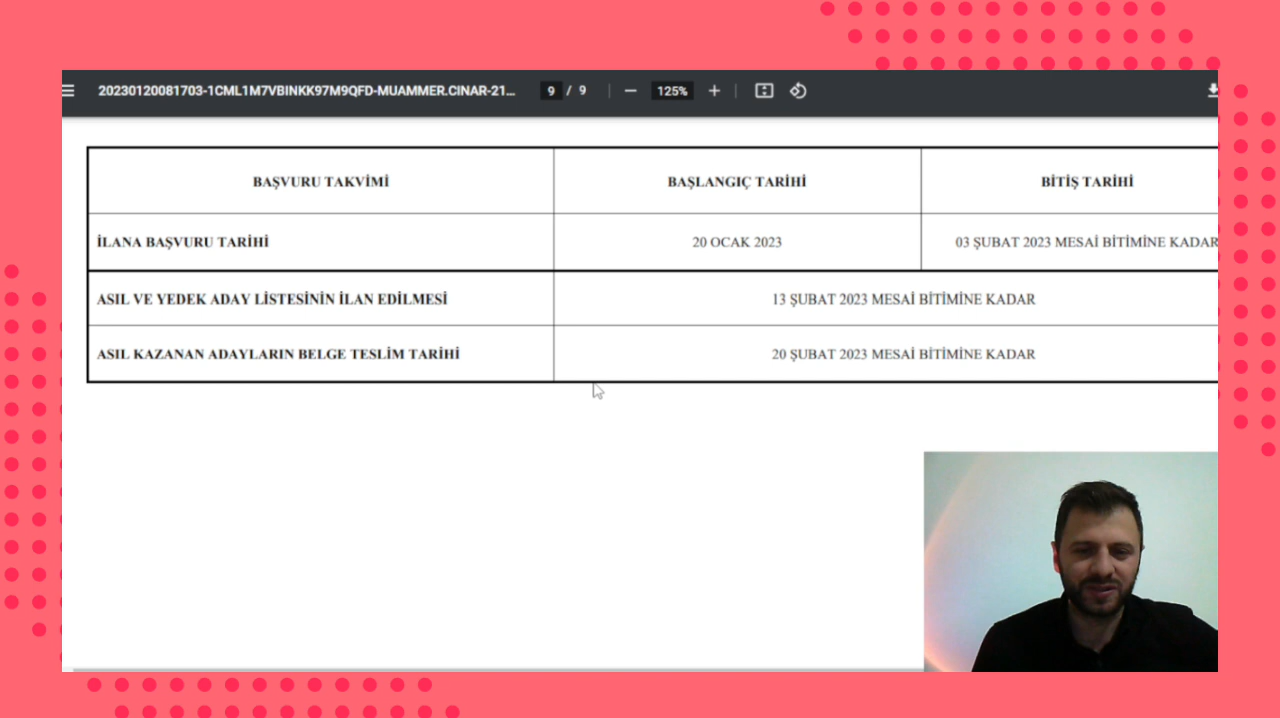 20230120081703-1CML1M7VBINKK97M9QFD-MUAMMER.CINAR-21...
9 / 9
125%
BAŞVURU TAKVİMİ BAŞLANGIÇ TARİHİ BİTİŞ TARİHİ
İLANA BAŞVURU TARİHİ 20 OCAK 2023 03 ŞUBAT 2023 MESAİ BİTİMİNE KADAR
ASIL VE YEDEK ADAY LİSTESİNİN İLAN EDİLMESİ 13 ŞUBAT 2023 MESAİ BİTİMİNE KADAR
ASIL KAZANAN ADAYLARIN BELGE TESLİM TARİHİ 20 ŞUBAT 2023 MESAİ BİTİMİNE KADAR